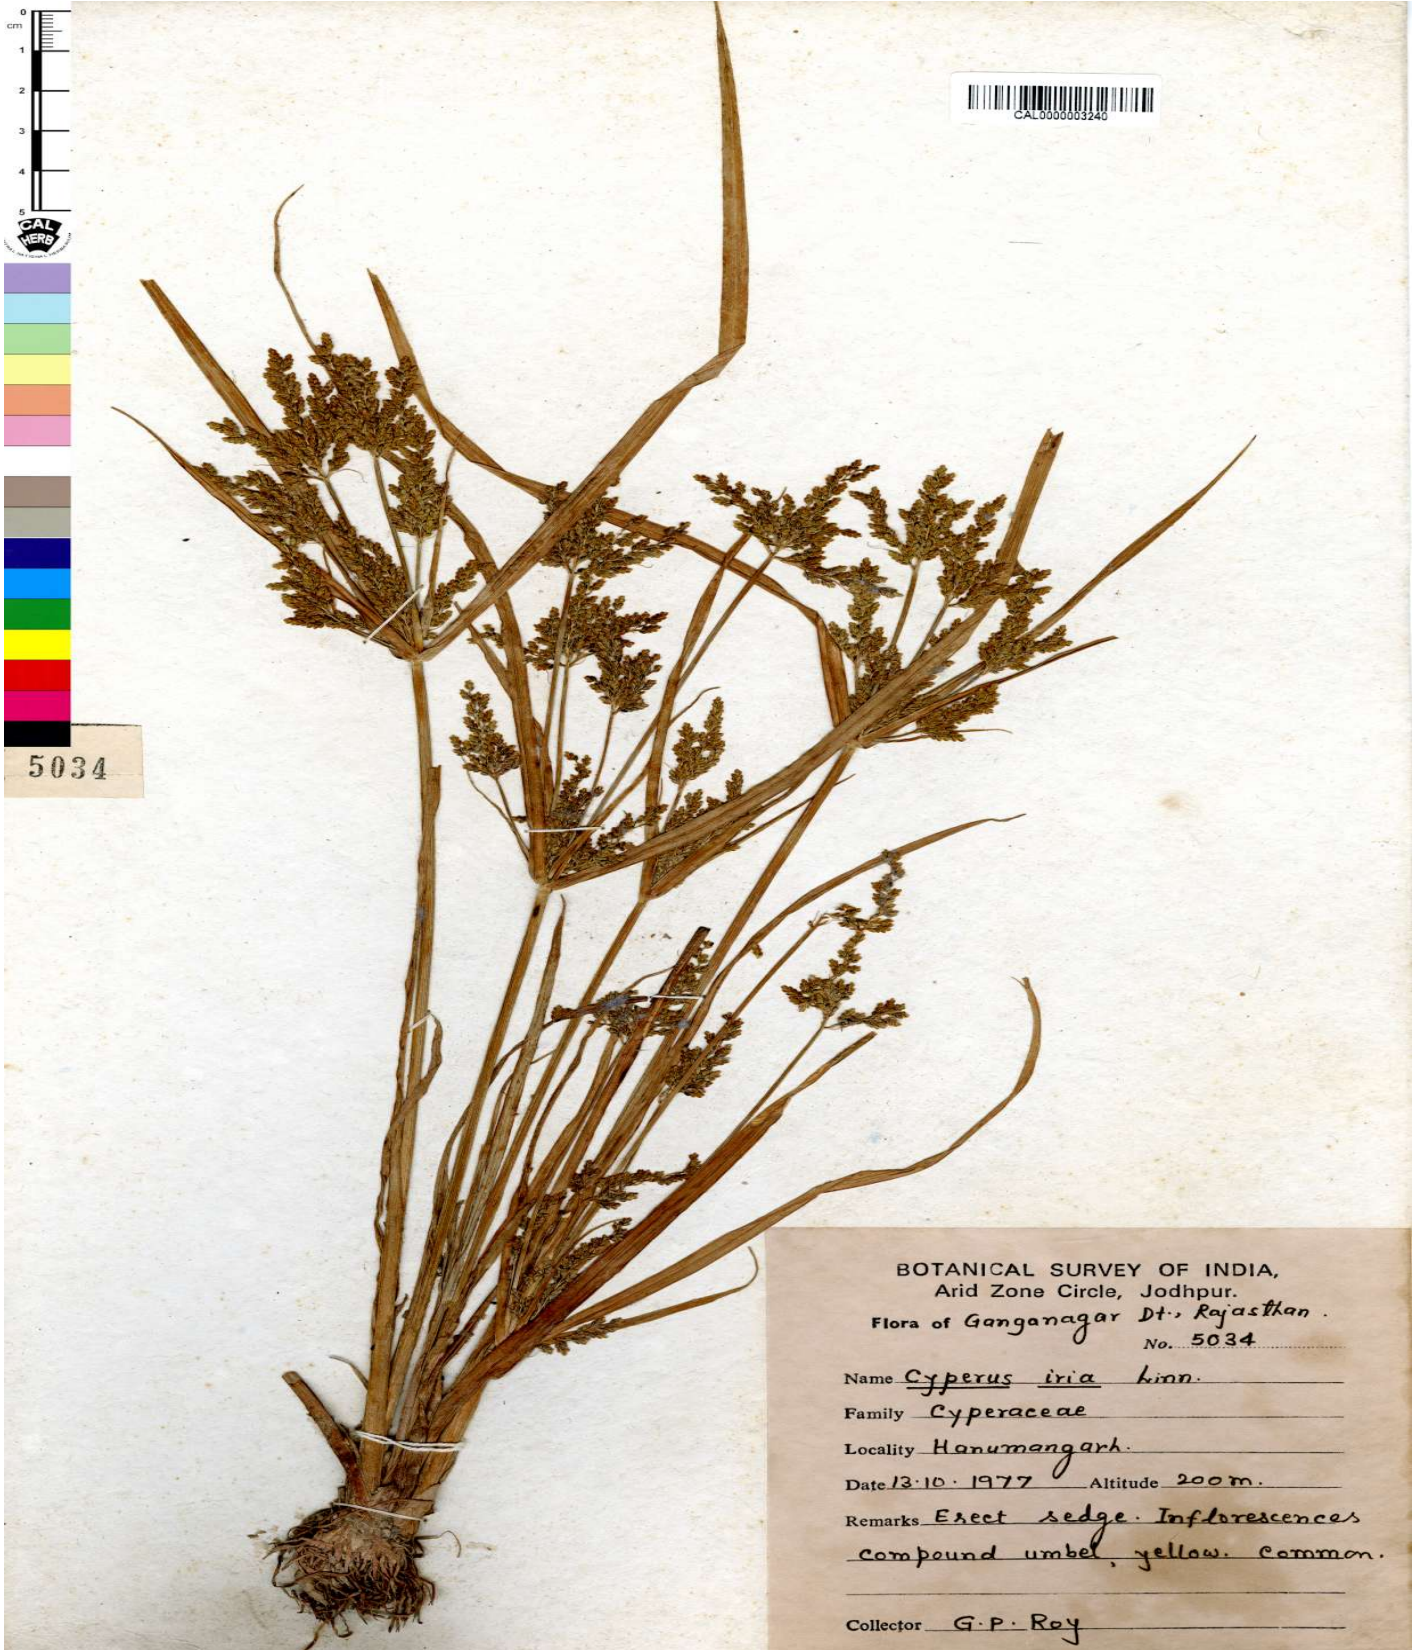 0
cm
1
2
3
4
5
CAL
HERB
CAL0000003240
5034
BOTANICAL SURVEY OF INDIA,
Arid Zone Circle, Jodhpur.
Flora of Ganganagar Dt., Rajasthan.
No. 5034
Name Cyperus iria Linn.
Family Cyperaceae
Locality Hanumangarh.
Date 13.10.1977 Altitude 200m.
Remarks Erect sedge. Inflorescences
compound umbel, yellow. Common.
Collector G.P. Roy